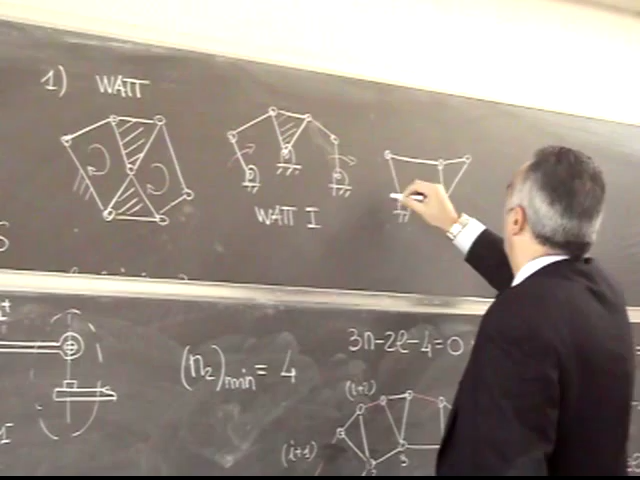 1) WATT
WATT I
(n₂)min = 4
3n-2l-4=0
(i+2)
(i+1)